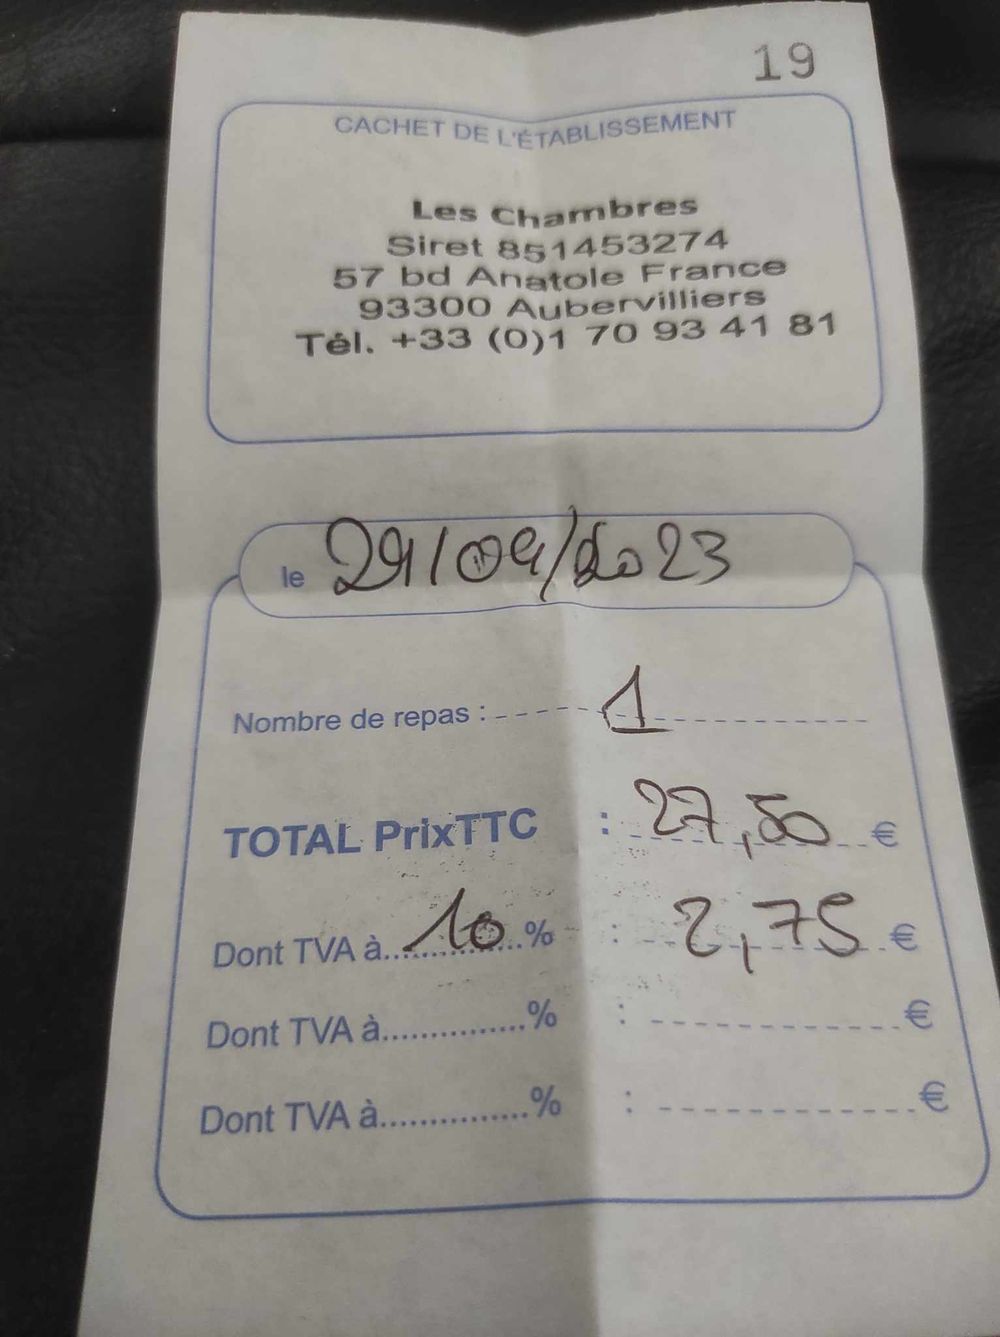 19
CACHET DE L'ÉTABLISSEMENT
Les Chambres
Siret 851453274
57 bd Anatole France
93300 Aubervilliers
Tél. +33 (0)1 70 93 41 81
le 29/09/2023
Nombre de repas : 1
TOTAL PrixTTC : 27,50 €
Dont TVA à 10 % : 2,75 €
Dont TVA à..............% : ------------- €
Dont TVA à..............% : ------------- €